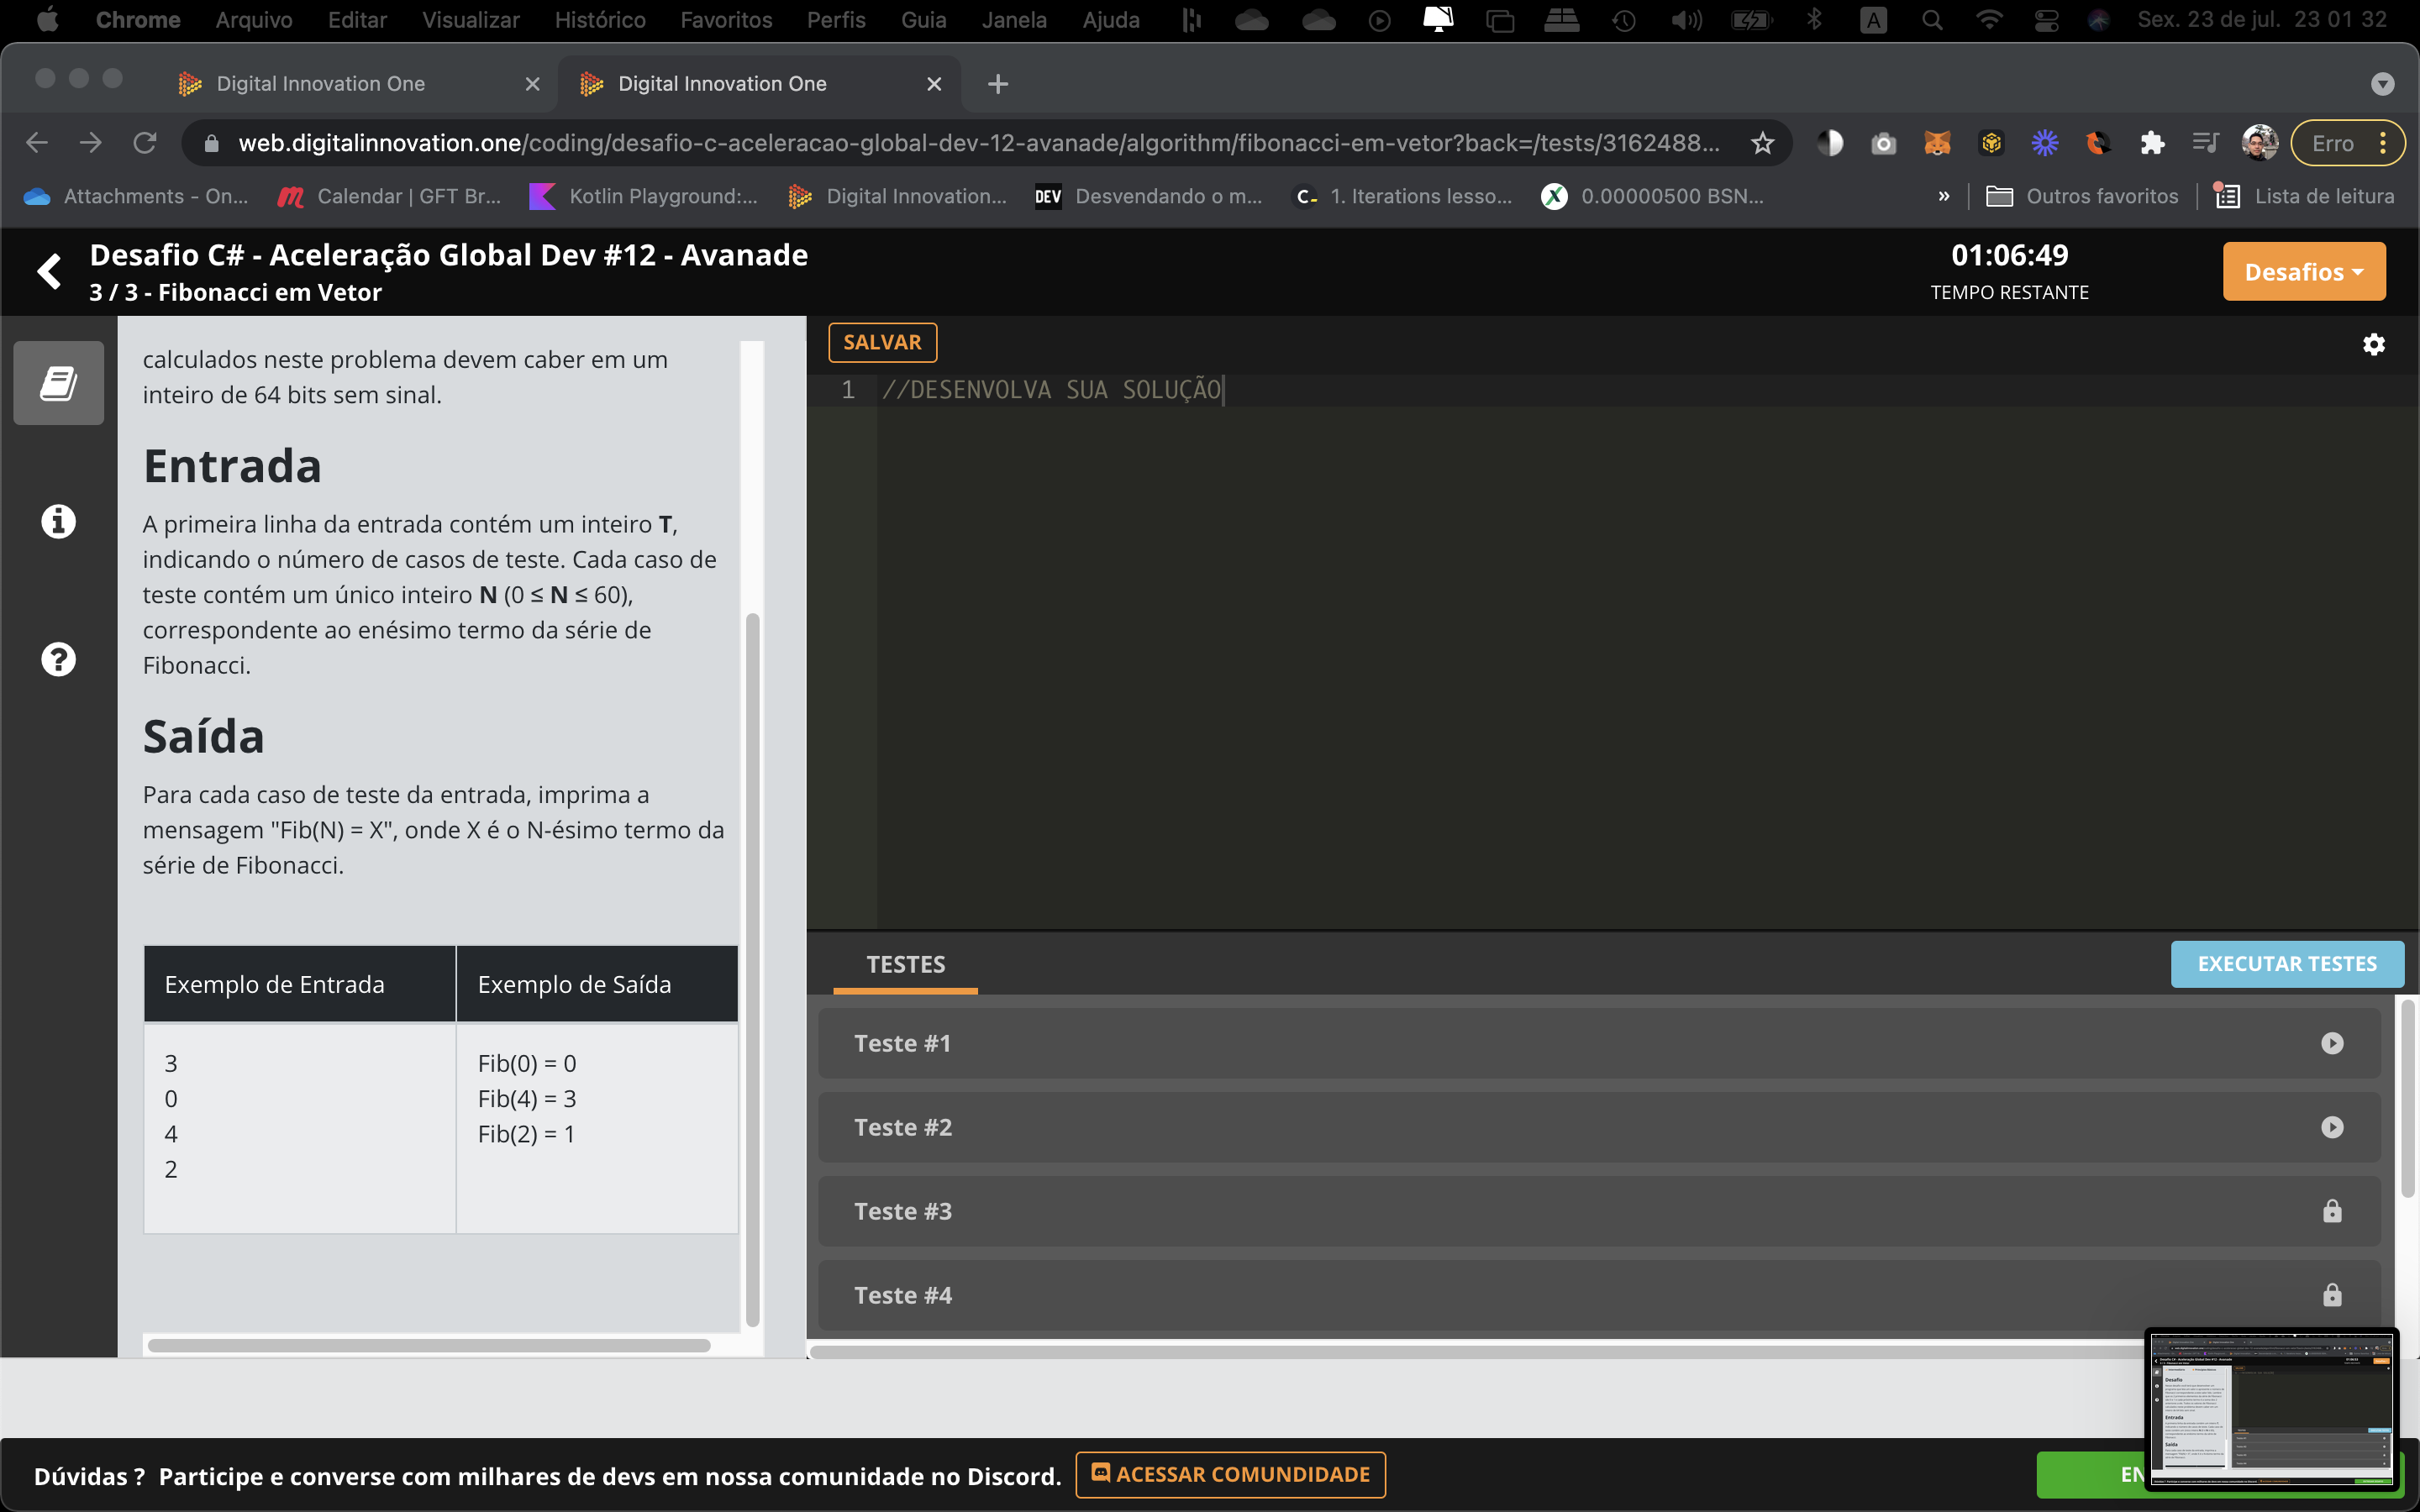 Chrome Arquivo Editar Visualizar Histórico Favoritos Perfis Guia Janela Ajuda A Sex. 23 de jul. 23 01 32
Digital Innovation One
Digital Innovation One
web.digitalinnovation.one/coding/desafio-c-aceleracao-global-dev-12-avanade/algorithm/fibonacci-em-vetor?back=/tests/3162488...
Erro
Attachments - On... Calendar | GFT Br... Kotlin Playground:... Digital Innovation... DEV Desvendando o m... C- 1. Iterations lesso... X 0.00000500 BSN... » Outros favoritos Lista de leitura
Desafio C# - Aceleração Global Dev #12 - Avanade
3 / 3 - Fibonacci em Vetor
01:06:49
TEMPO RESTANTE
Desafios
calculados neste problema devem caber em um
inteiro de 64 bits sem sinal.
Entrada
A primeira linha da entrada contém um inteiro T,
indicando o número de casos de teste. Cada caso de
teste contém um único inteiro N (0 ≤ N ≤ 60),
correspondente ao enésimo termo da série de
Fibonacci.
Saída
Para cada caso de teste da entrada, imprima a
mensagem "Fib(N) = X", onde X é o N-ésimo termo da
série de Fibonacci.
Exemplo de Entrada Exemplo de Saída
3 Fib(0) = 0
0 Fib(4) = 3
4 Fib(2) = 1
2
SALVAR
1 //DESENVOLVA SUA SOLUÇÃO
TESTES
EXECUTAR TESTES
Teste #1
Teste #2
Teste #3
Teste #4
Dúvidas ? Participe e converse com milhares de devs em nossa comunidade no Discord.
ACESSAR COMUNDIDADE
EN
Desafio
Entrada
Saída